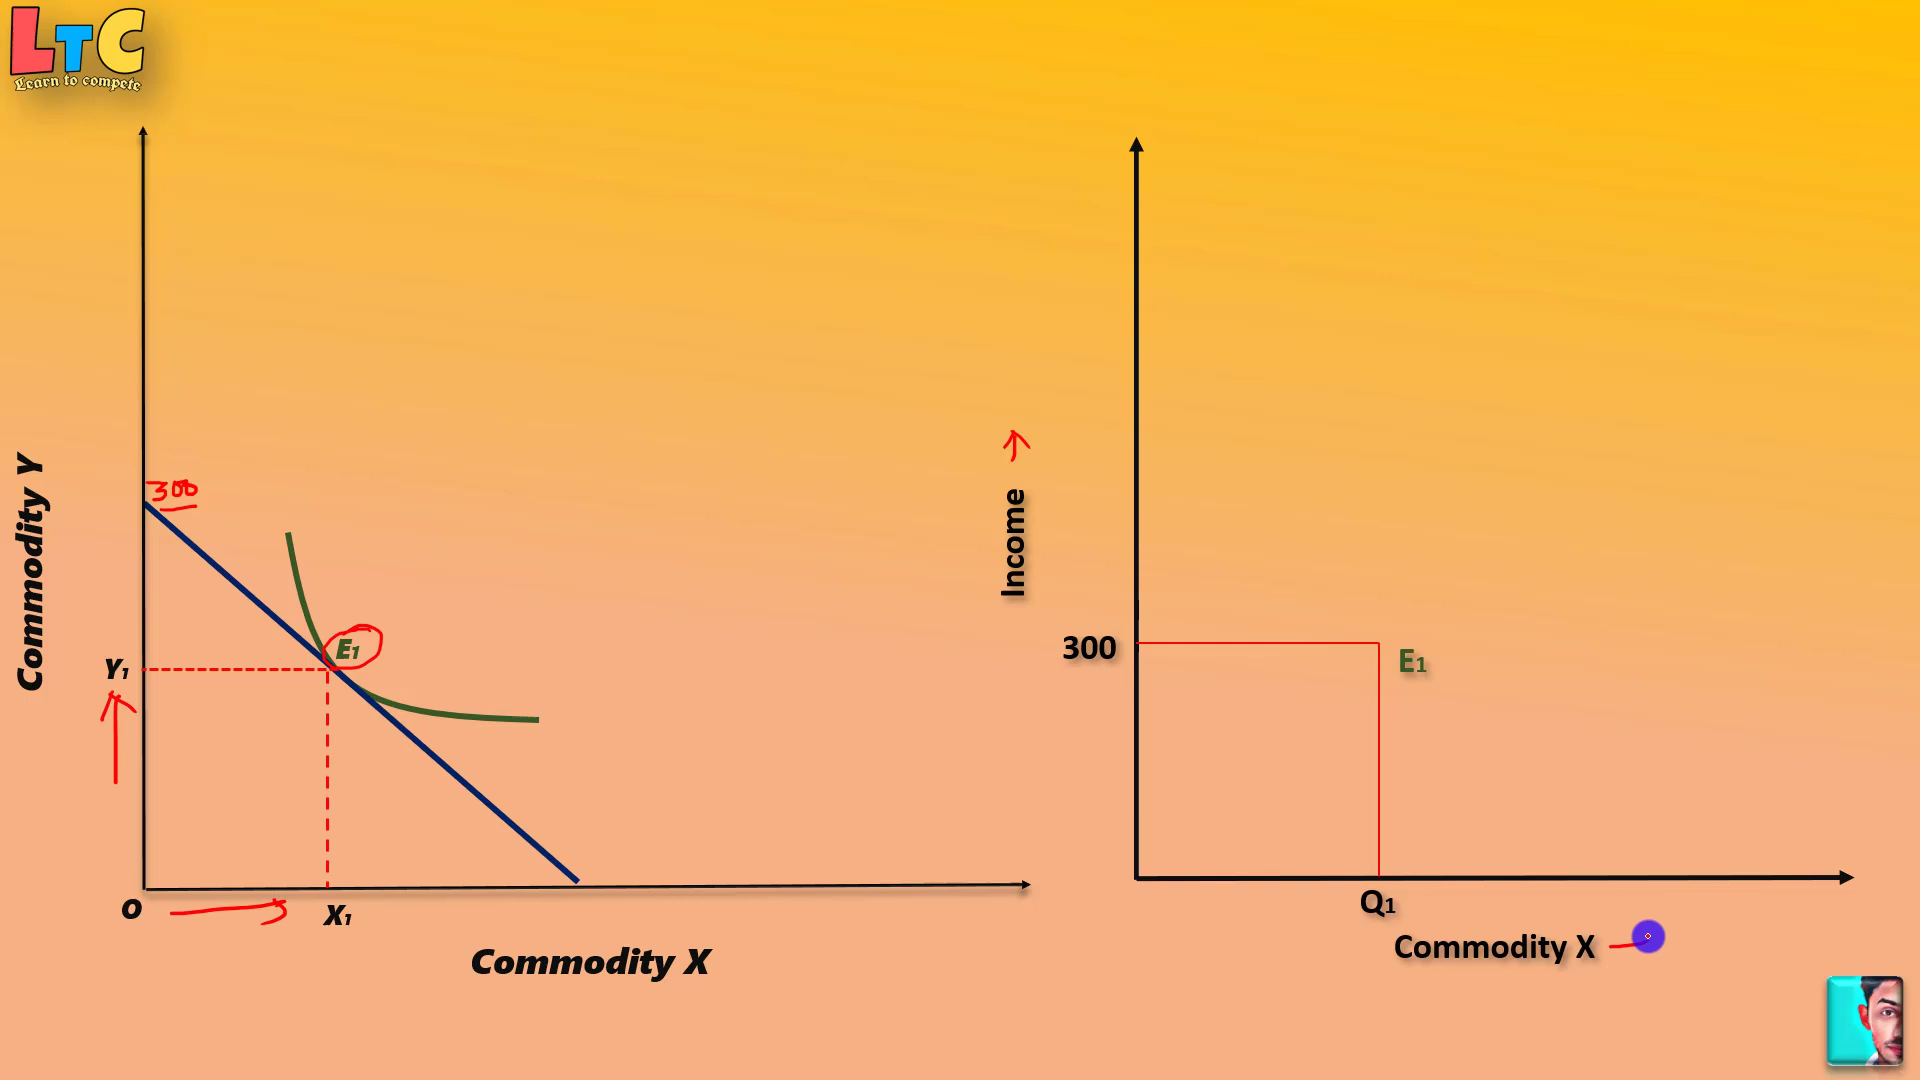 LTC
Learn to compete
Commodity Y
300
E1
Y1
O
X1
Commodity X
Income
300
E1
Q1
Commodity X